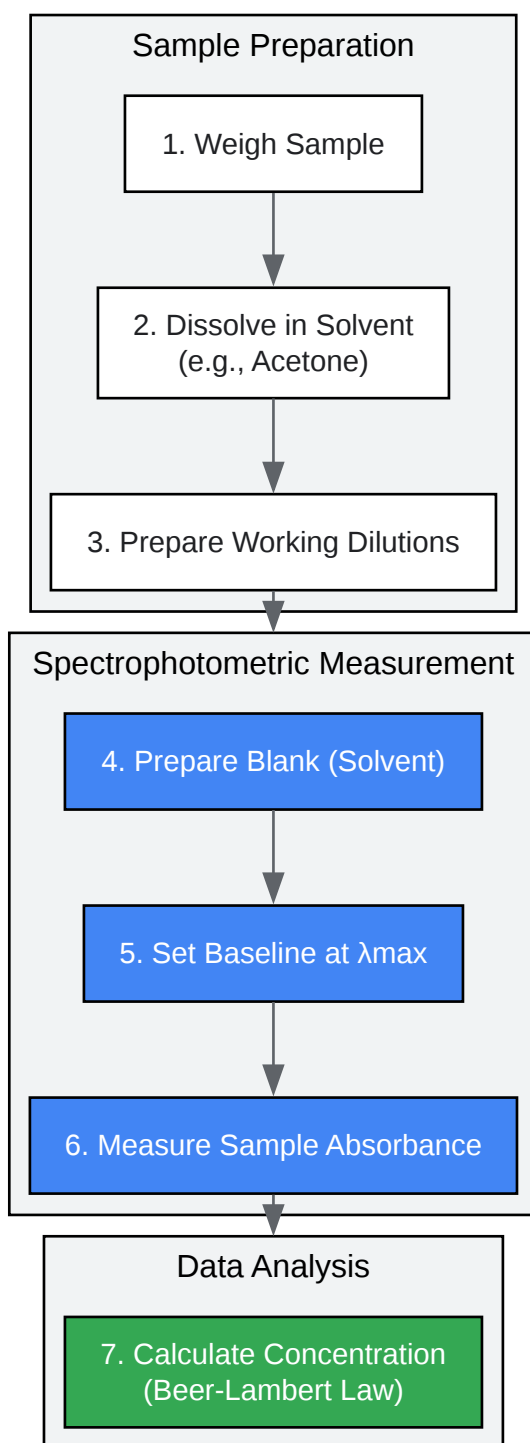 Sample Preparation
1. Weigh Sample
2. Dissolve in Solvent
(e.g., Acetone)
3. Prepare Working Dilutions
Spectrophotometric Measurement
4. Prepare Blank (Solvent)
5. Set Baseline at λmax
6. Measure Sample Absorbance
Data Analysis
7. Calculate Concentration
(Beer-Lambert Law)